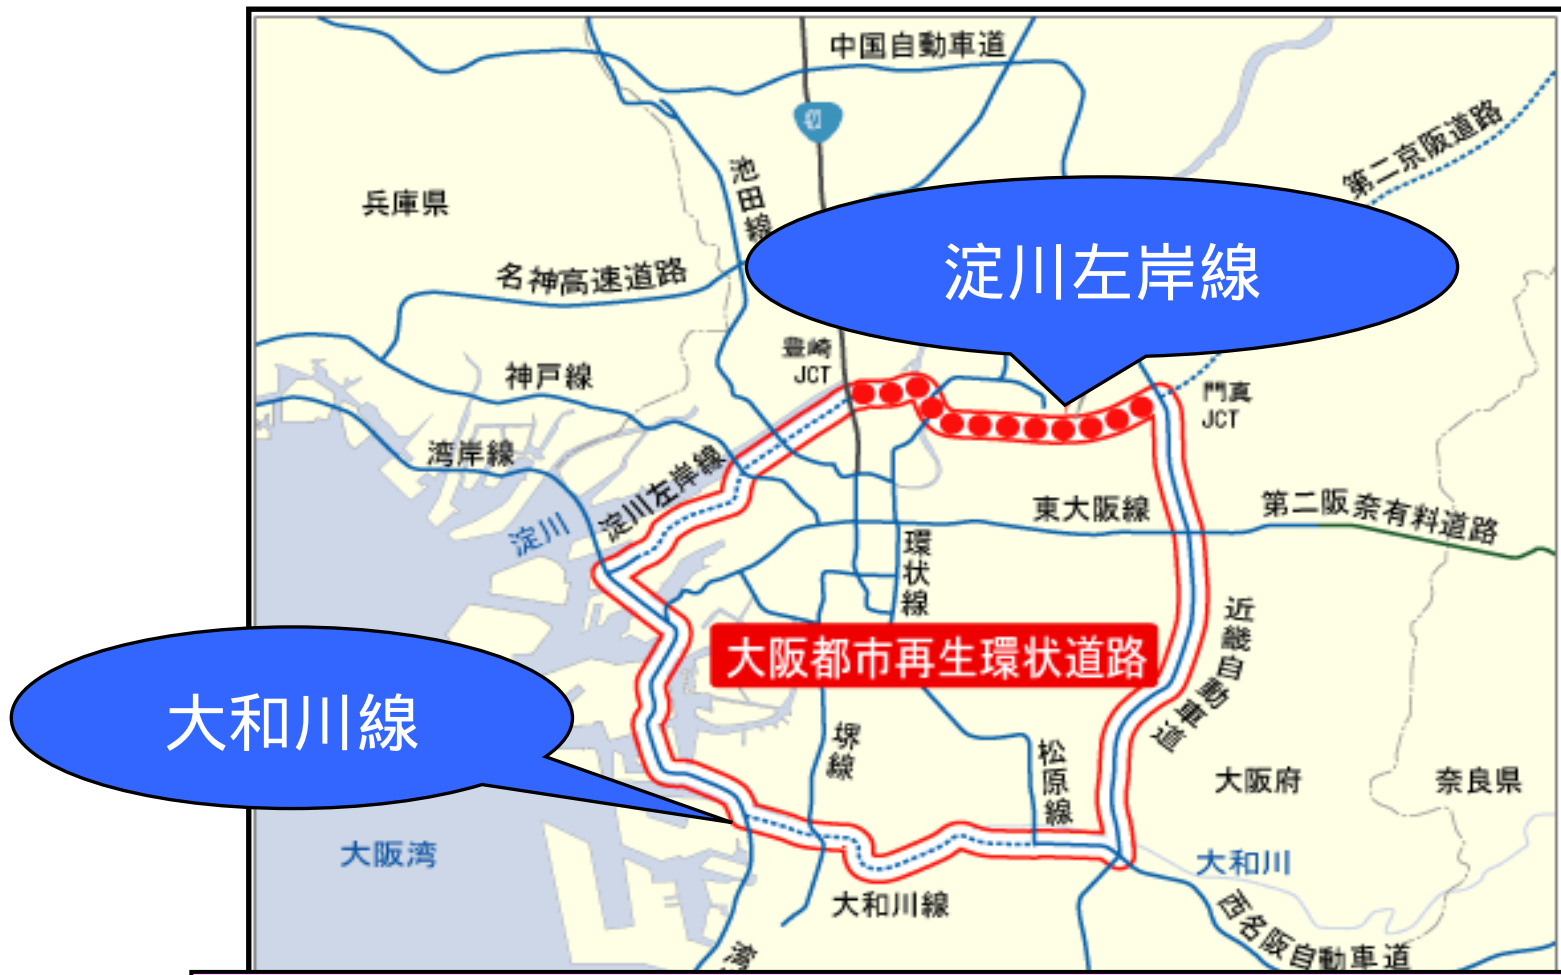 中国自動車道
423
第二京阪道路
池田線
兵庫県
名神高速道路
淀川左岸線
豊崎
JCT
神戸線
門真
JCT
湾岸線
淀川左岸線
淀川
東大阪線
第二阪奈有料道路
環状線
近畿自動車道
大阪都市再生環状道路
大和川線
堺線
松原線
大阪府
奈良県
大阪湾
大和川
大和川線
西名阪自動車道
湾